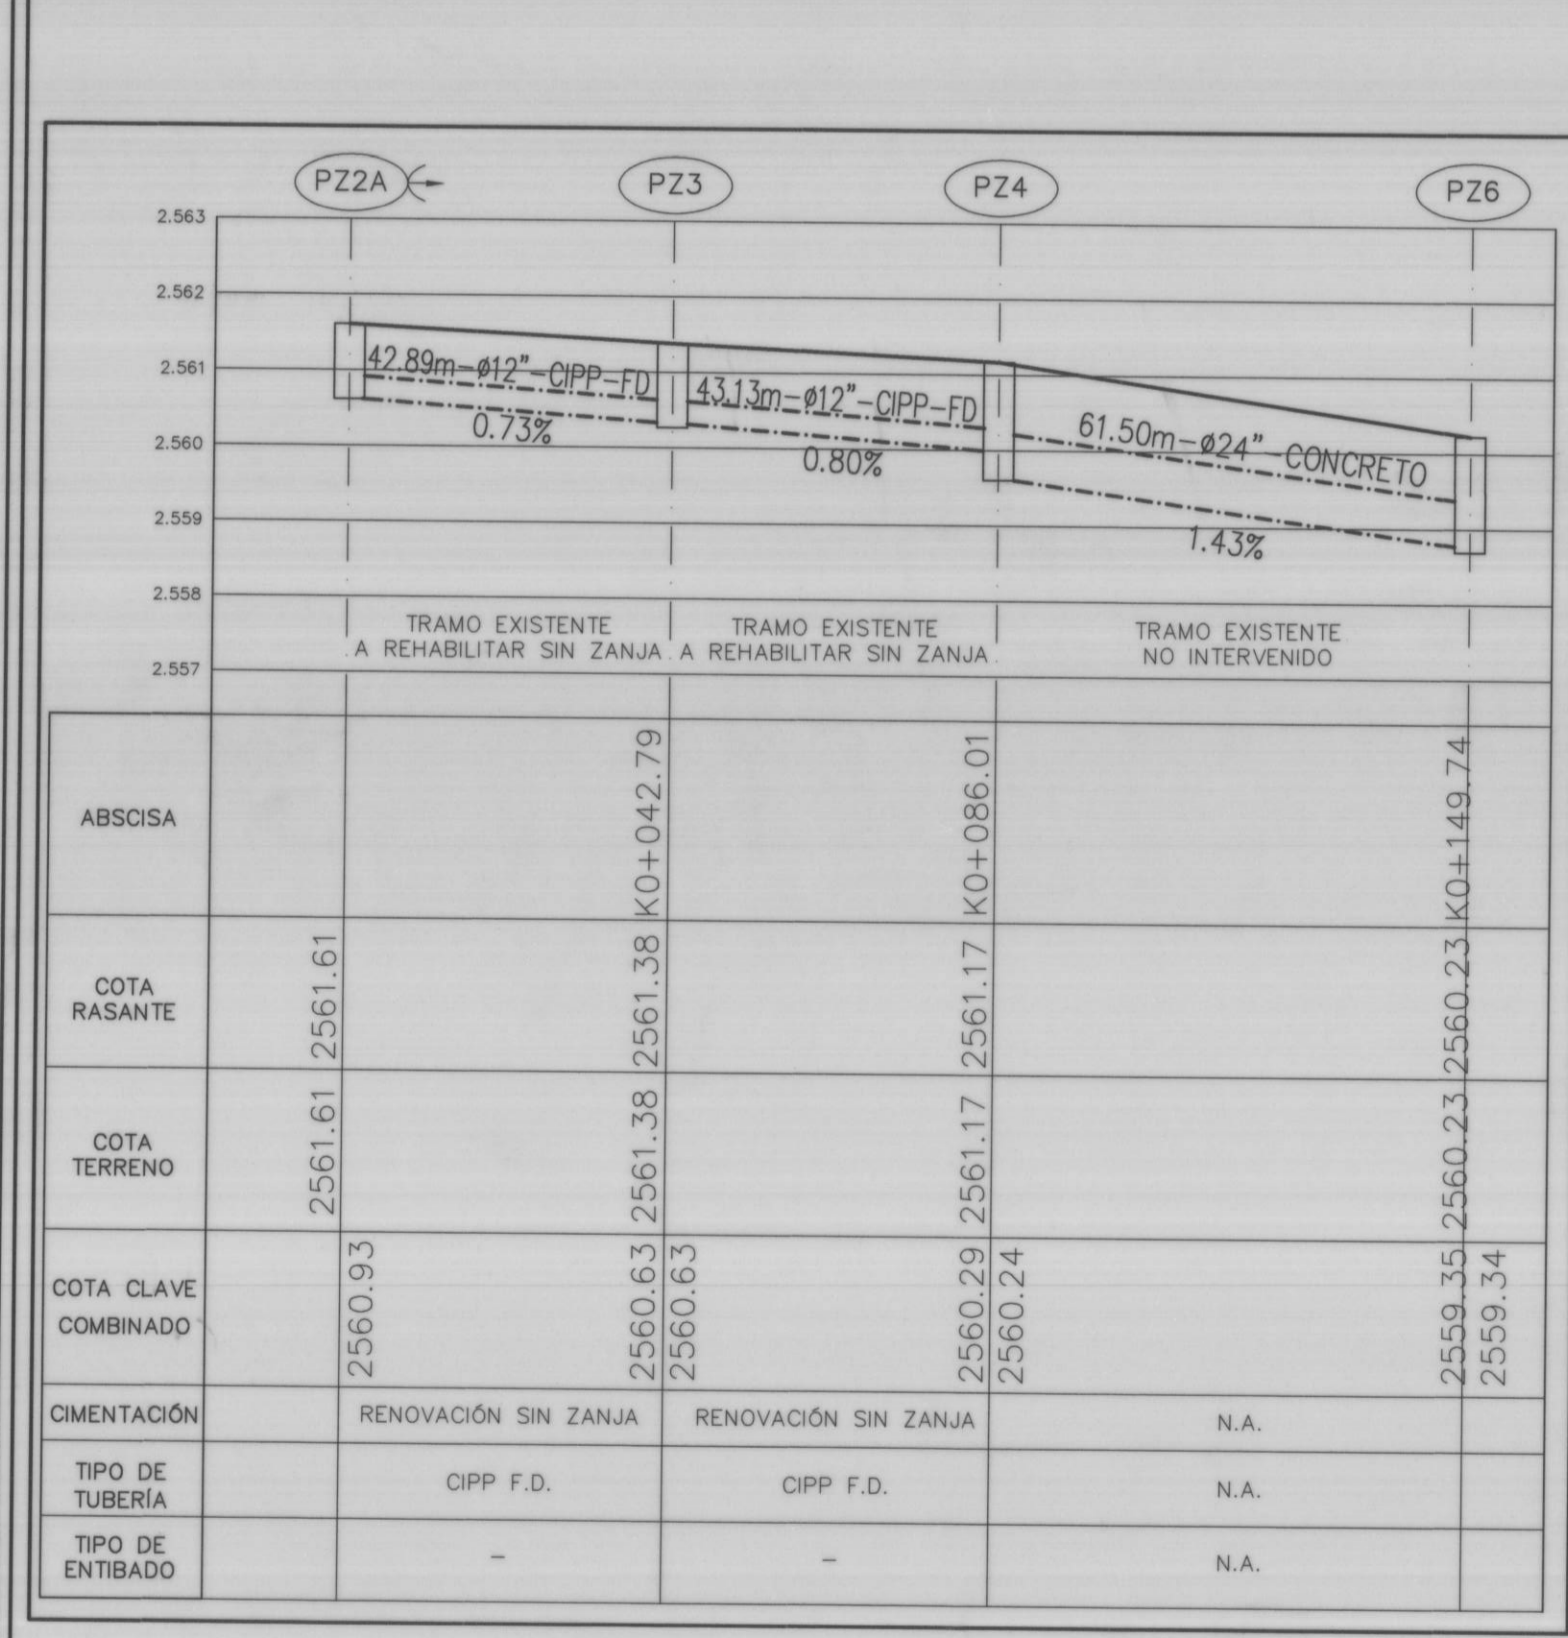 PZ2A
PZ3
PZ4
PZ6
2.563
2.562
2.561
2.560
2.559
2.558
2.557
42.89m-ø12"-CIPP-FD
0.73%
43.13m-ø12"-CIPP-FD
0.80%
61.50m-ø24"-CONCRETO
1.43%
TRAMO EXISTENTE
A REHABILITAR SIN ZANJA
TRAMO EXISTENTE
A REHABILITAR SIN ZANJA
TRAMO EXISTENTE
NO INTERVENIDO
ABSCISA
K0+042.79
K0+086.01
K0+149.74
COTA
RASANTE
2561.61
2561.38
2561.17
2560.23
COTA
TERRENO
2561.61
2561.38
2561.17
2560.23
COTA CLAVE
COMBINADO
2560.93
2560.63
2560.63
2560.29
2560.24
2559.35
2559.34
CIMENTACIÓN
RENOVACIÓN SIN ZANJA
RENOVACIÓN SIN ZANJA
N.A.
TIPO DE
TUBERÍA
CIPP F.D.
CIPP F.D.
N.A.
TIPO DE
ENTIBADO
-
-
N.A.